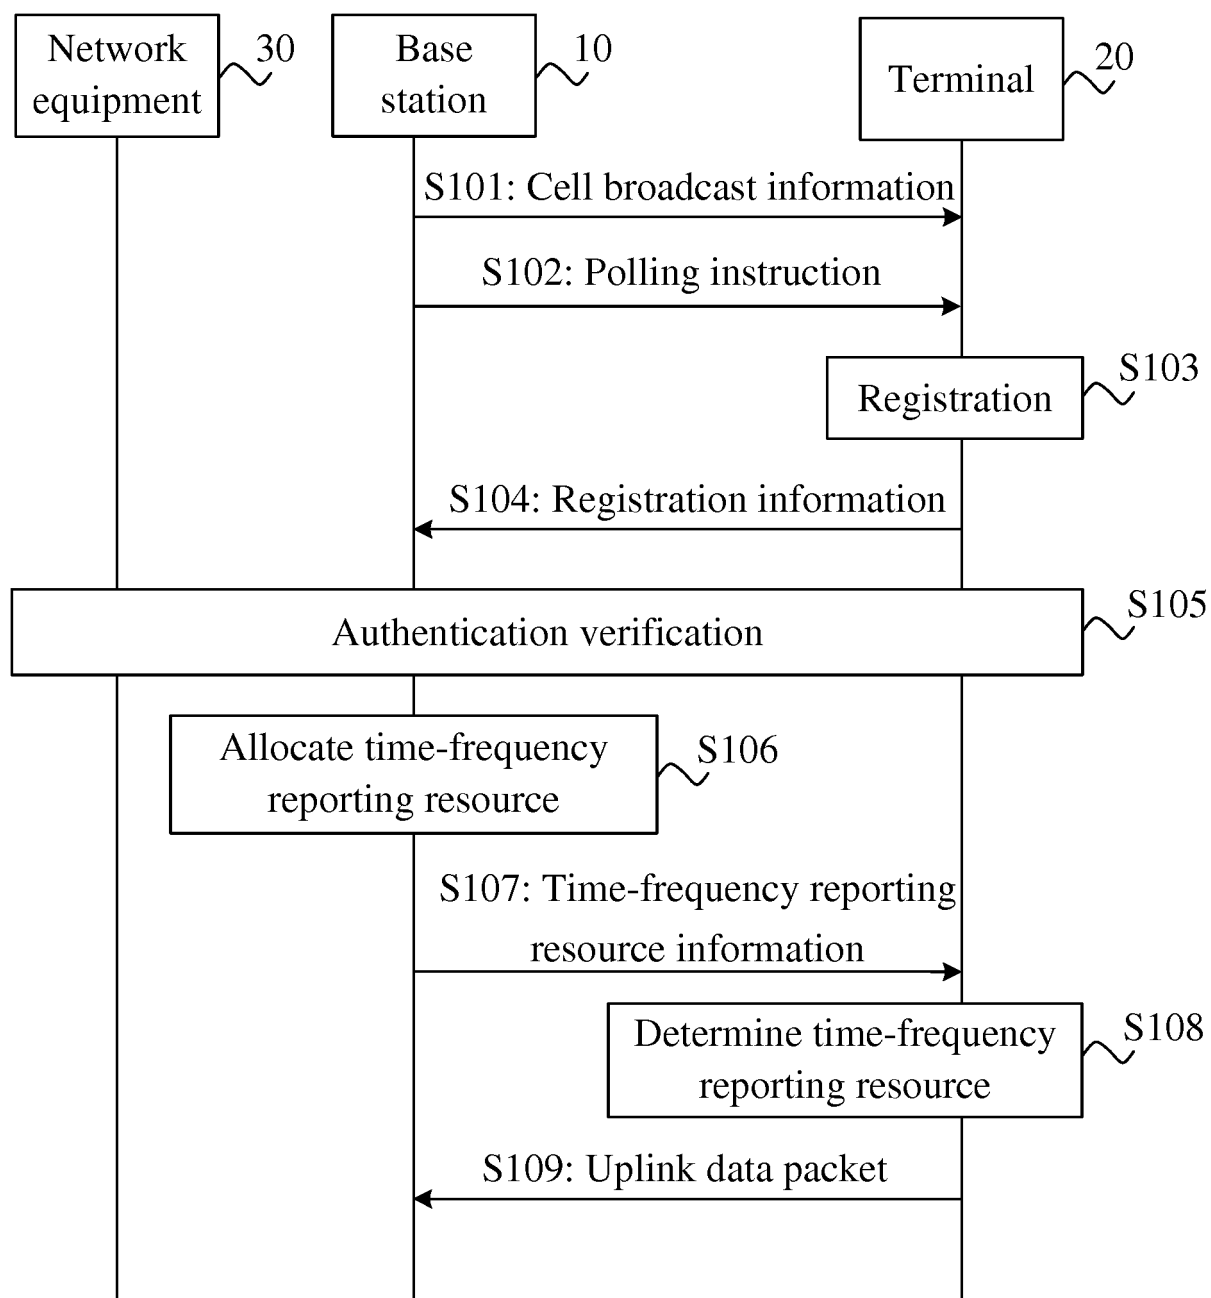 Network
equipment
30
Base
station
10
Terminal
20
S101: Cell broadcast information
S102: Polling instruction
Registration
S103
S104: Registration information
Authentication verification
S105
Allocate time-frequency
reporting resource
S106
S107: Time-frequency reporting
resource information
Determine time-frequency
reporting resource
S108
S109: Uplink data packet